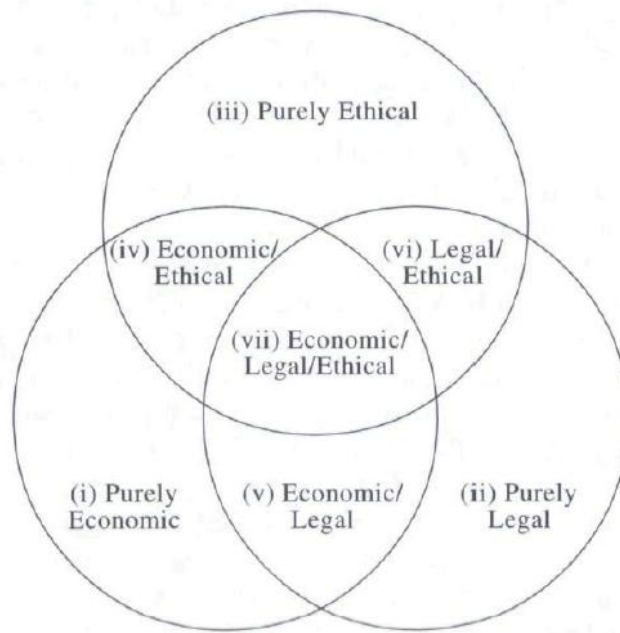 (iii) Purely Ethical
(iv) Economic/
Ethical
(vi) Legal/
Ethical
(vii) Economic/
Legal/Ethical
(i) Purely
Economic
(v) Economic/
Legal
(ii) Purely
Legal